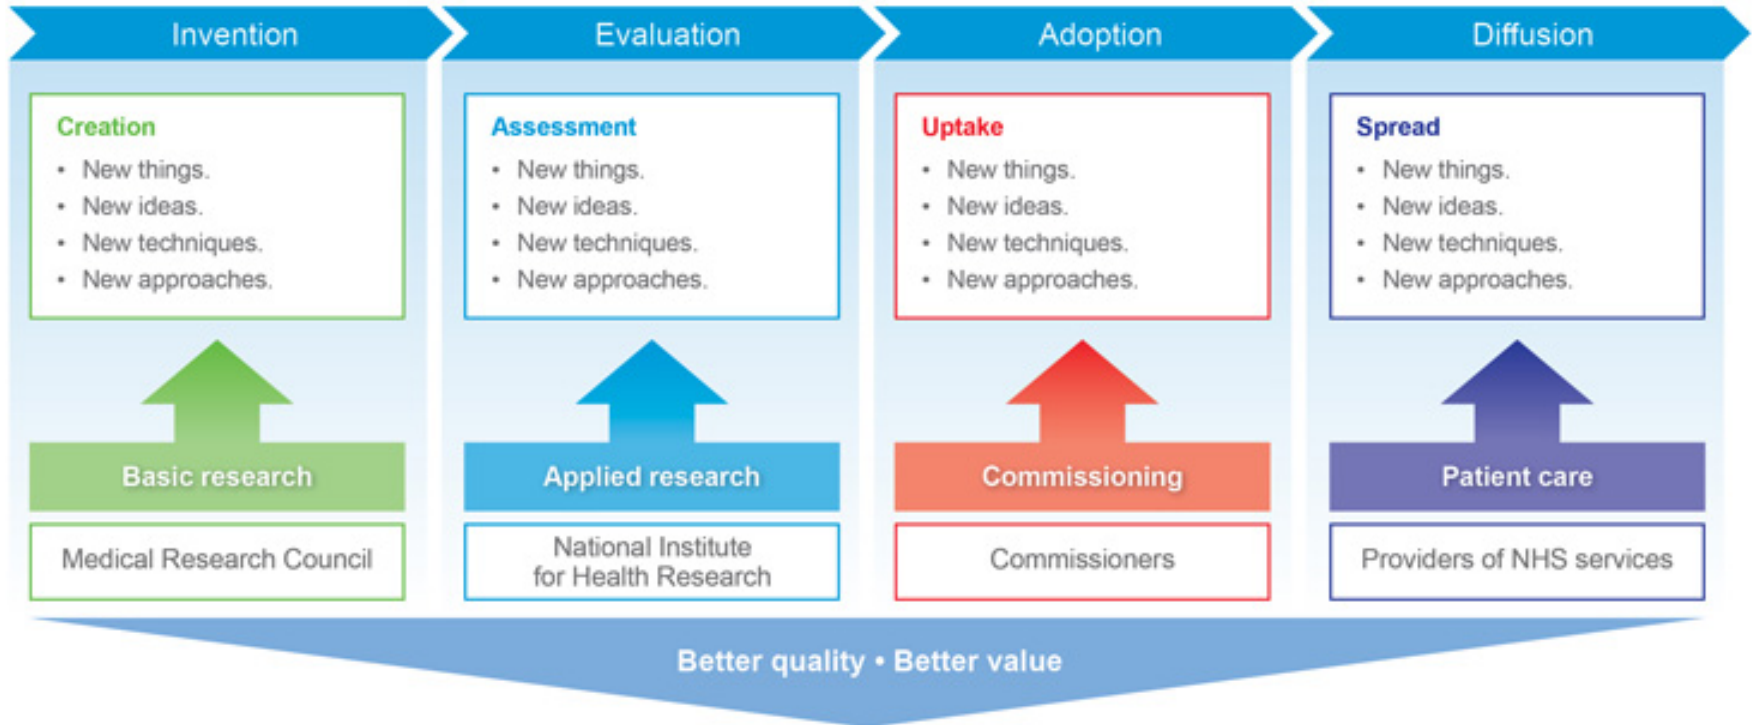 Invention
Evaluation
Adoption
Diffusion
Creation
• New things.
• New ideas.
• New techniques.
• New approaches.
Assessment
• New things.
• New ideas.
• New techniques.
• New approaches.
Uptake
• New things.
• New ideas.
• New techniques.
• New approaches.
Spread
• New things.
• New ideas.
• New techniques.
• New approaches.
Basic research
Applied research
Commissioning
Patient care
Medical Research Council
National Institute
for Health Research
Commissioners
Providers of NHS services
Better quality • Better value